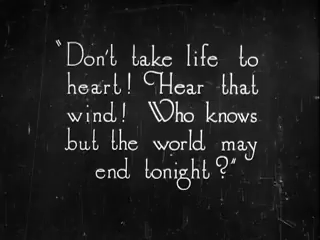 "Don't take life to
heart! Hear that
wind! Who knows
but the world may
end tonight?"